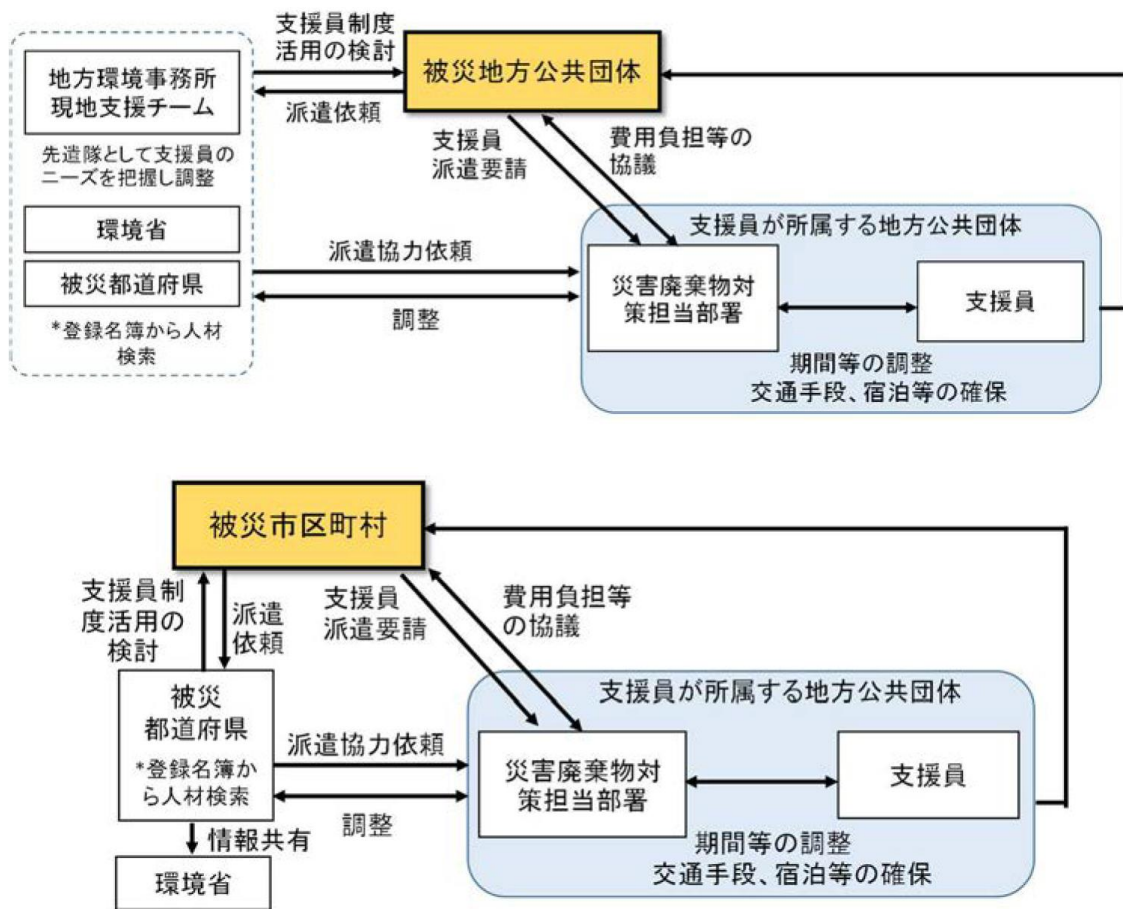 支援員制度
活用の検討
被災地方公共団体
地方環境事務所
現地支援チーム
派遣依頼
先遣隊として支援員の
ニーズを把握し調整
支援員
派遣要請
費用負担等の
協議
環境省
被災都道府県
*登録名簿から人材
検索
派遣協力依頼
調整
支援員が所属する地方公共団体
災害廃棄物対
策担当部署
支援員
期間等の調整
交通手段、宿泊等の確保
被災市区町村
支援員制
度活用の
検討
派遣
依頼
支援員
派遣要請
費用負担等
の協議
被災
都道府県
*登録名簿か
ら人材検索
派遣協力依頼
調整
情報共有
環境省
支援員が所属する地方公共団体
災害廃棄物対
策担当部署
支援員
期間等の調整
交通手段、宿泊等の確保